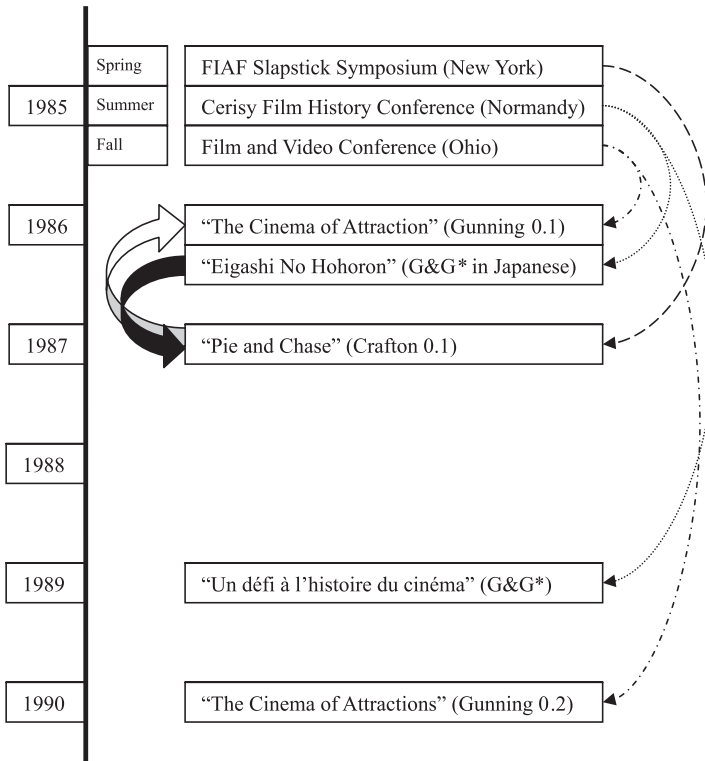 Spring
FIAF Slapstick Symposium (New York)
1985
Summer
Cerisy Film History Conference (Normandy)
Fall
Film and Video Conference (Ohio)
1986
“The Cinema of Attraction” (Gunning 0.1)
“Eigashi No Hohoron” (G&G* in Japanese)
1987
“Pie and Chase” (Crafton 0.1)
1988
1989
“Un défi à l’histoire du cinéma” (G&G*)
1990
“The Cinema of Attractions” (Gunning 0.2)